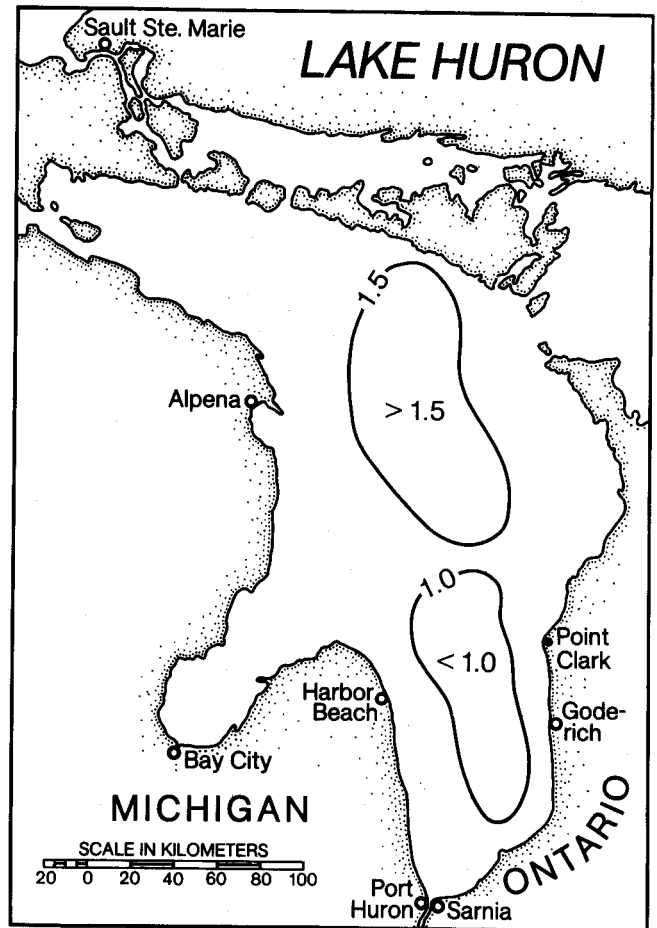 Sault Ste. Marie
LAKE HURON
1.5
Alpena
> 1.5
1.0
< 1.0
Point
Clark
Harbor
Beach
Gode-
rich
Bay City
MICHIGAN
ONTARIO
SCALE IN KILOMETERS
20 0 20 40 60 80 100
Port
Huron
Sarnia